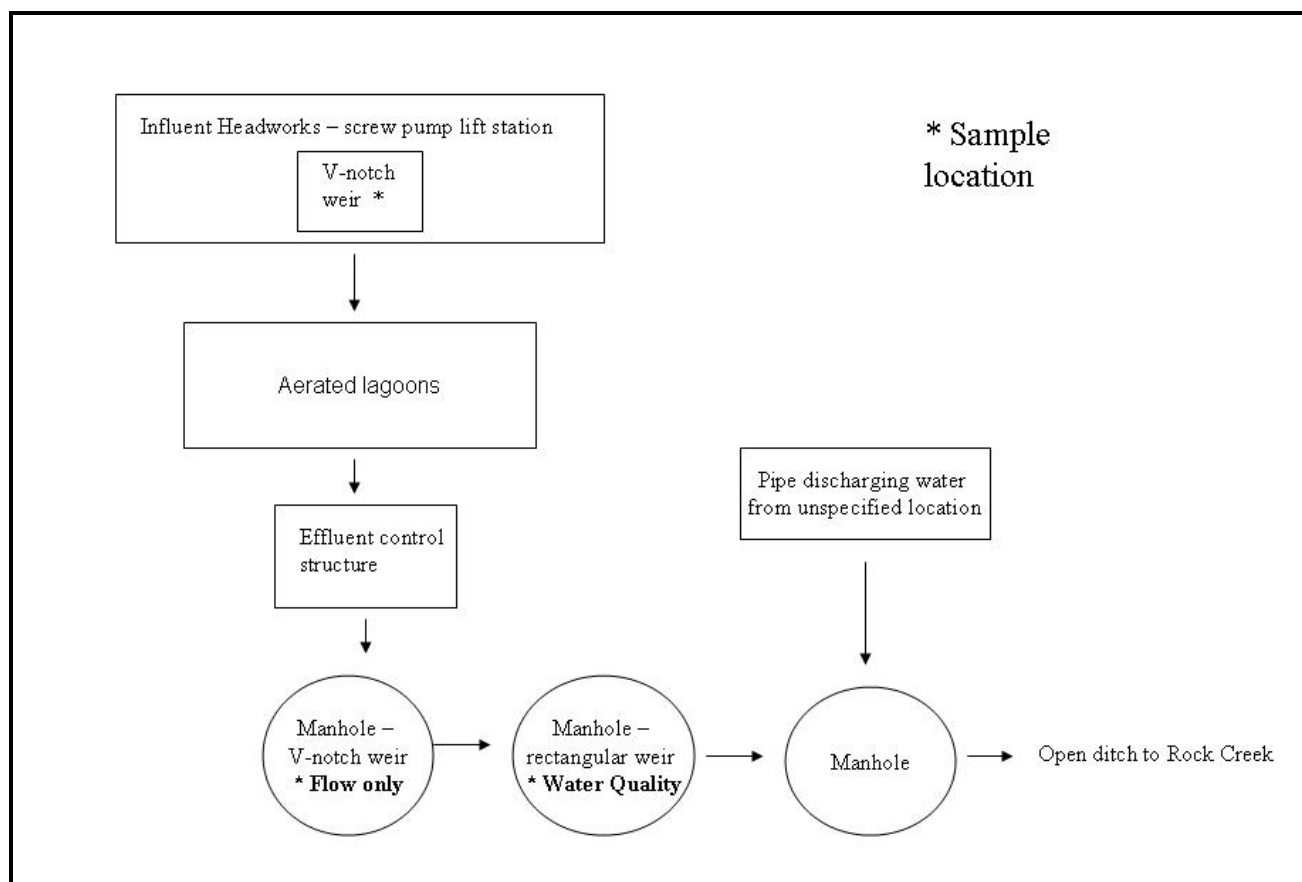 Influent Headworks – screw pump lift station
V-notch
weir *
* Sample
location
Aerated lagoons
Effluent control
structure
Pipe discharging water
from unspecified location
Manhole –
V-notch weir
* Flow only
Manhole –
rectangular weir
* Water Quality
Manhole
Open ditch to Rock Creek